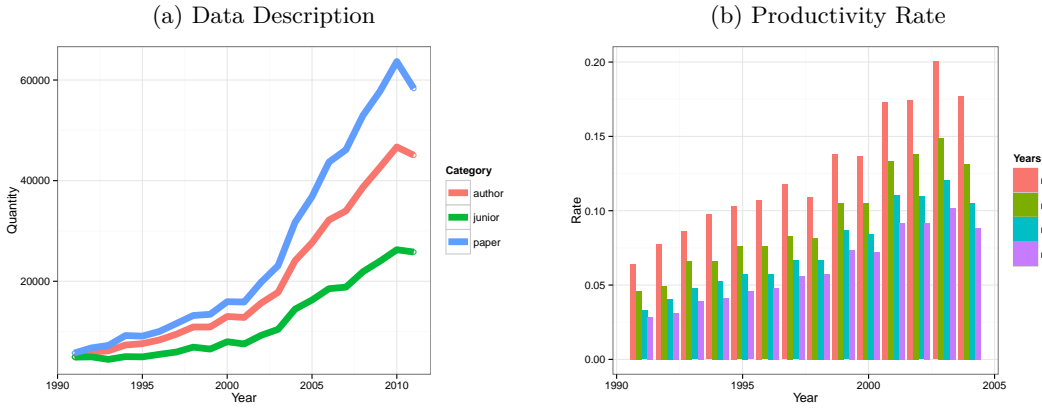 (a) Data Description
60000
40000
20000
Quantity
1990
1995
2000
2005
2010
Year
Category
author
junior
paper
(b) Productivity Rate
0.20
0.15
0.10
0.05
0.00
Rate
1990
1995
2000
2005
Year
Years